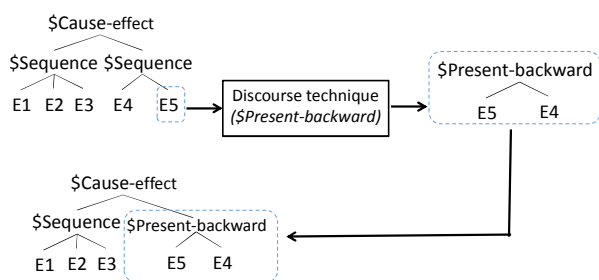 $Cause-effect
$Sequence $Sequence
E1 E2 E3 E4 E5
Discourse technique
($Present-backward)
$Present-backward
E5 E4
$Cause-effect
$Sequence $Present-backward
E1 E2 E3 E5 E4